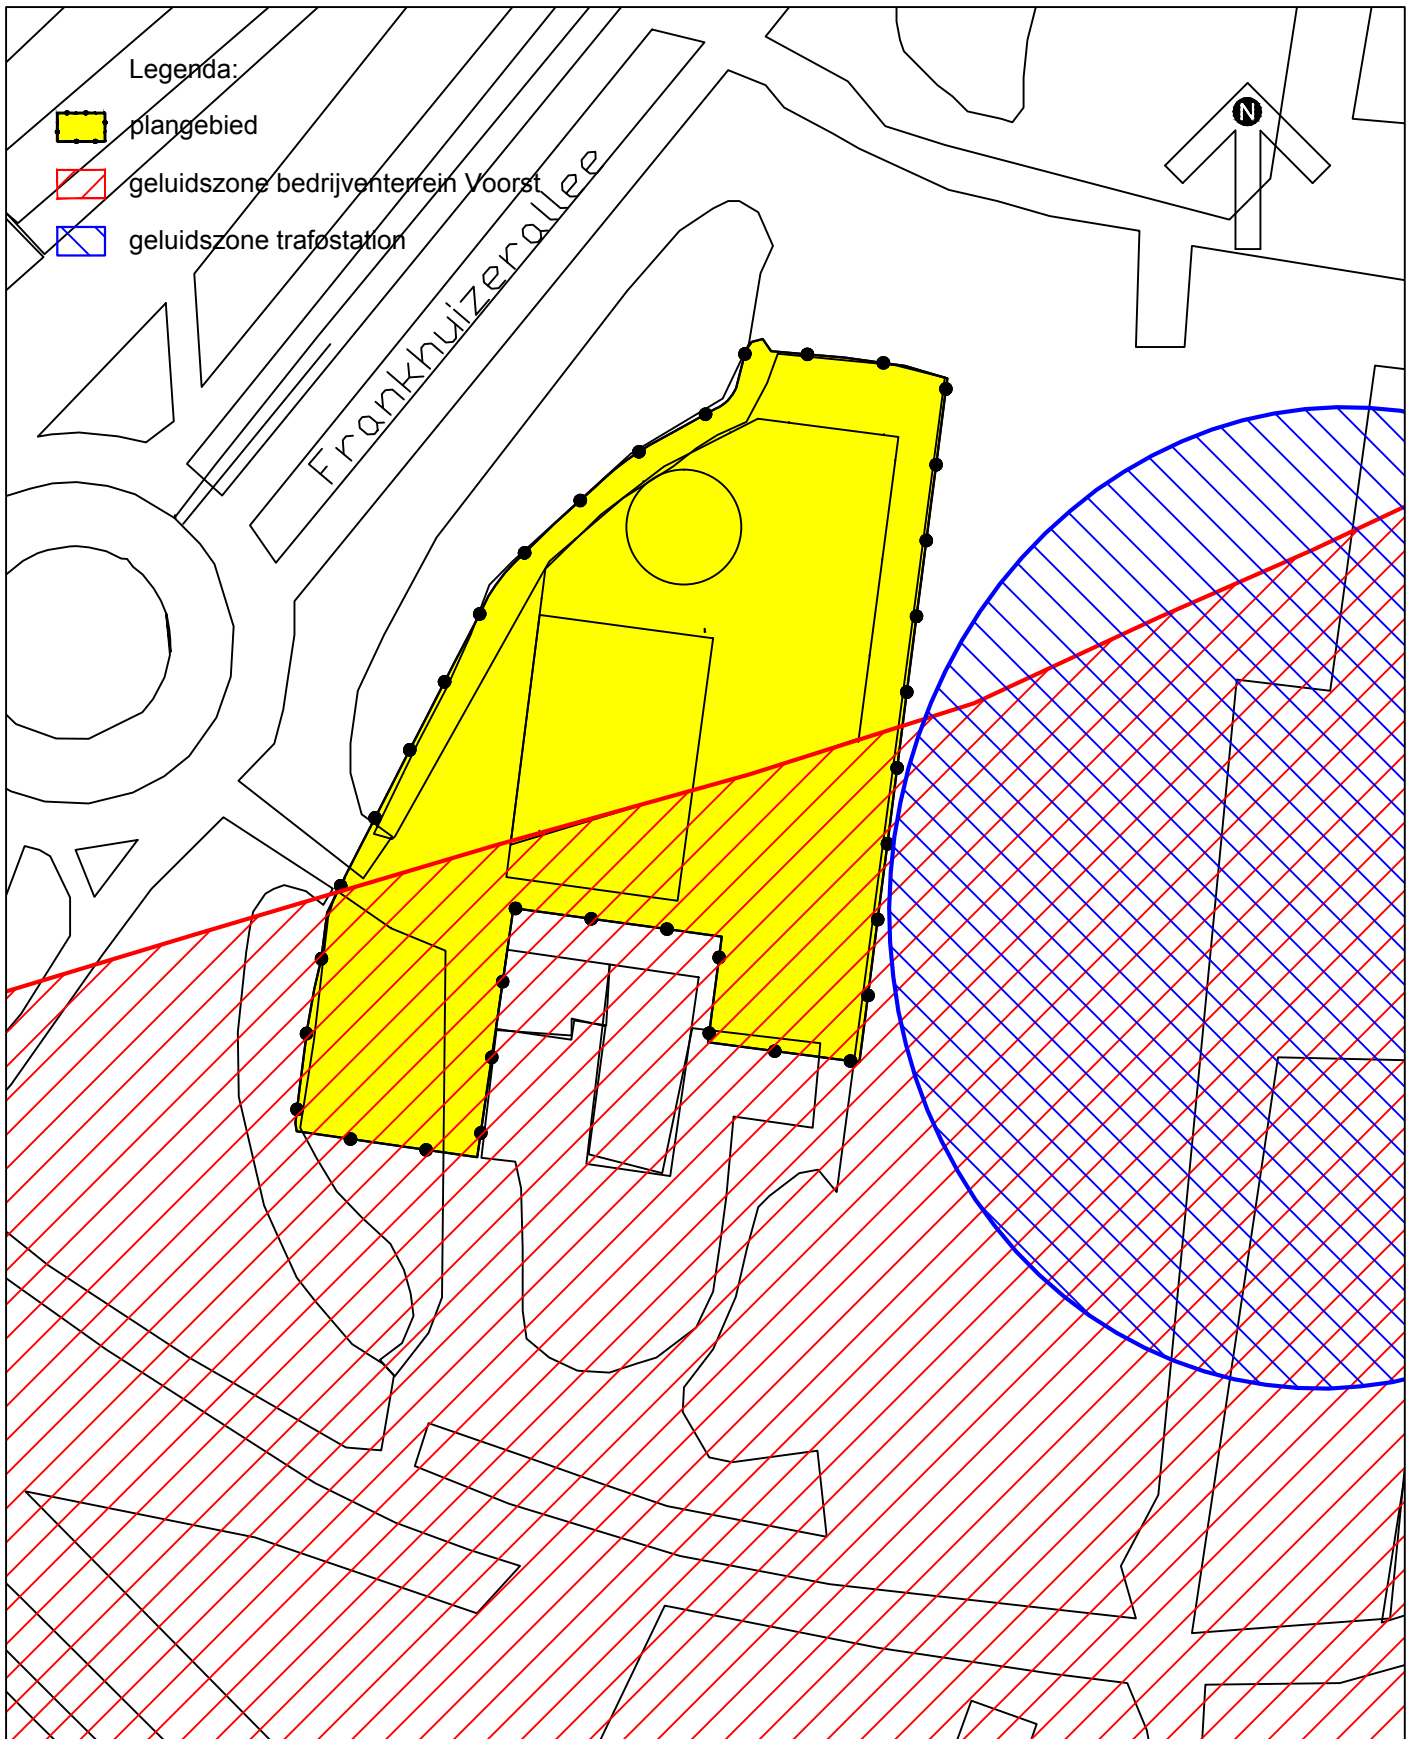 Legenda:
plangebied
geluidszone bedrijventerrein Voorst
geluidszone trafostation
Frankhuizerallee
N